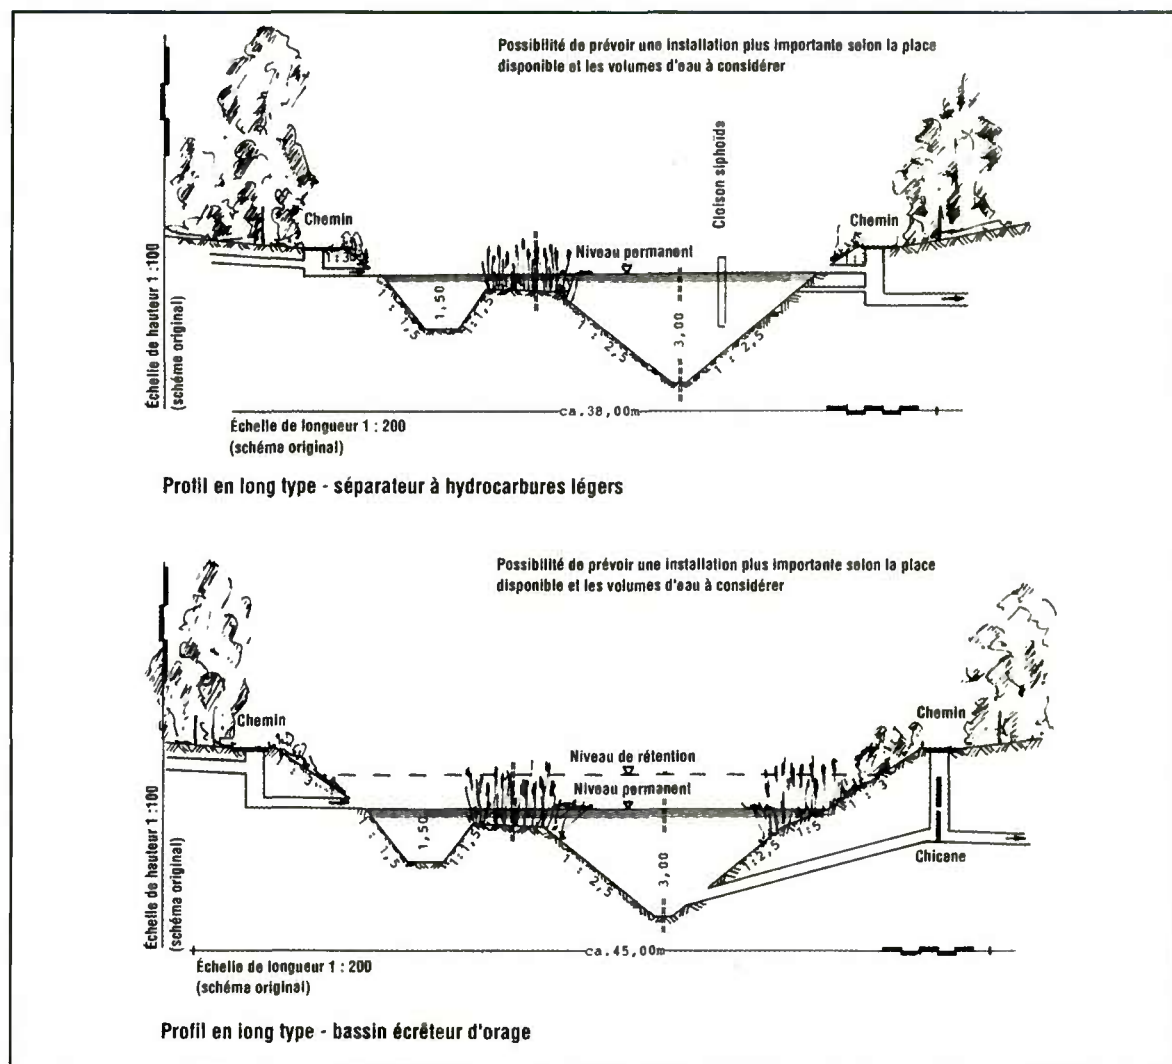 Possibilité de prévoir une installation plus importante selon la place
disponible et les volumes d'eau à considérer
Cloison siphoïds
Chemin
Chemin
1:3
Niveau permanent
Échelle de hauteur 1:100
(schéma original)
1:1,5
1,50
1:1,5
1:2,5
3,00
1:2,5
ca.38,00m
Échelle de longueur 1 : 200
(schéma original)
Profil en long type - séparateur à hydrocarbures légers
Possibilité de prévoir une installation plus importante selon la place
disponible et les volumes d'eau à considérer
Chemin
Chemin
Niveau de rétention
Niveau permanent
Échelle de hauteur 1:100
(schéma original)
1:3
1:3
1:1,5
1,50
1:1,5
1:2,5
3,00
1:2,5
1:5
Chicane
ca.45,00m
Échelle de longueur 1 : 200
(schéma original)
Profil en long type - bassin écrêteur d'orage